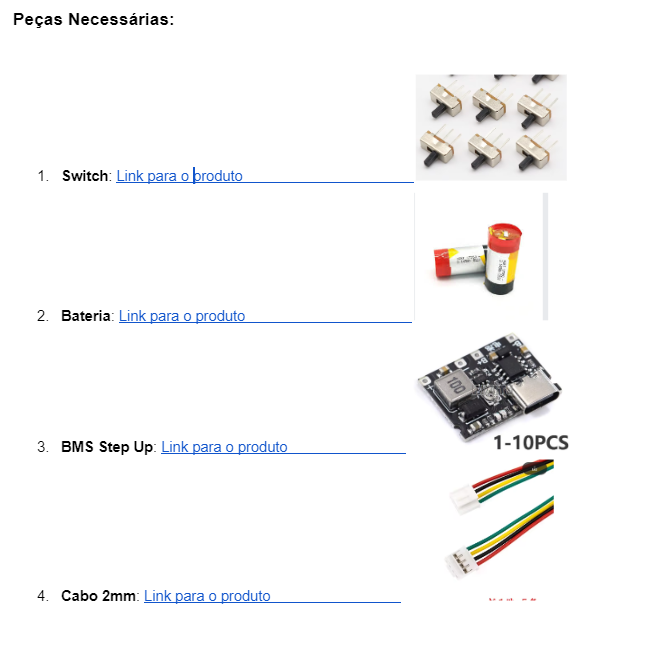 Peças Necessárias:
1. Switch: Link para o produto
2. Bateria: Link para o produto
100
3. BMS Step Up: Link para o produto
1-10PCS
4. Cabo 2mm: Link para o produto